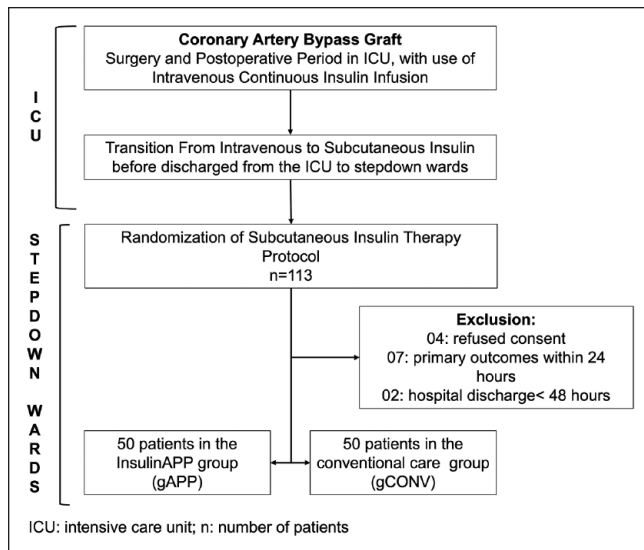 Coronary Artery Bypass Graft
Surgery and Postoperative Period in ICU, with use of
Intravenous Continuous Insulin Infusion
ICU
Transition From Intravenous to Subcutaneous Insulin
before discharged from the ICU to stepdown wards
STEPDOWN WARDS
Randomization of Subcutaneous Insulin Therapy
Protocol
n=113
Exclusion:
04: refused consent
07: primary outcomes within 24
hours
02: hospital discharge< 48 hours
50 patients in the
InsulinAPP group
(gAPP)
50 patients in the
conventional care group
(gCONV)
ICU: intensive care unit; n: number of patients